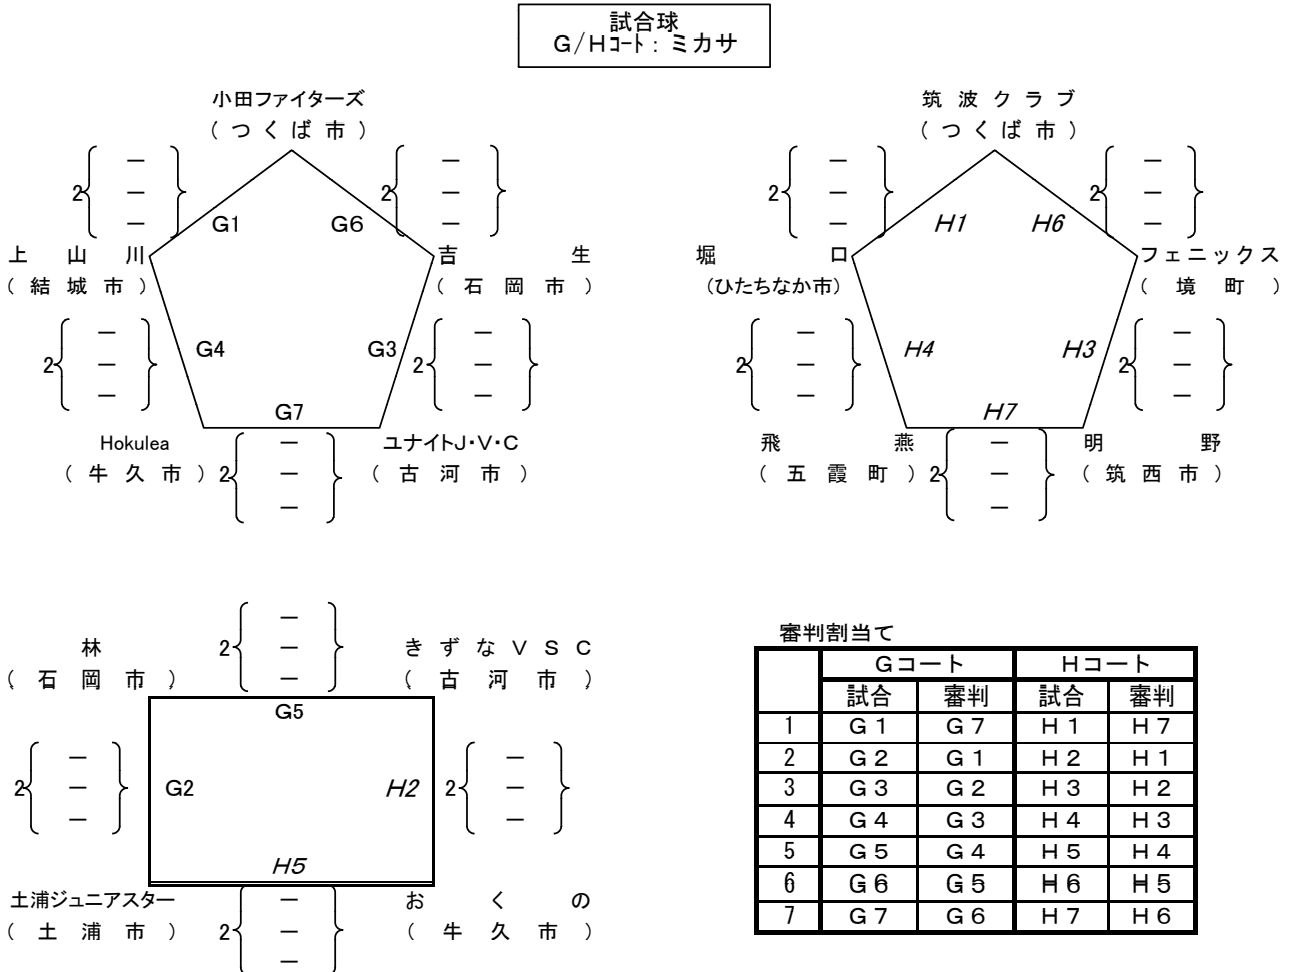 試合球
G/Hコート：ミカサ
小田ファイターズ
(つくば市)
2 { ― ― ― }
2 { ― ― ― }
G1
G6
上山川
(結城市)
吉生
(石岡市)
2 { ― ― ― }
G4
G3
2 { ― ― ― }
G7
Hokulea
(牛久市)
2 { ― ― ― }
ユナイトJ・V・C
(古河市)
筑波クラブ
(つくば市)
2 { ― ― ― }
2 { ― ― ― }
H1
H6
堀口
(ひたちなか市)
フェニックス
(境町)
2 { ― ― ― }
H4
H3
2 { ― ― ― }
H7
飛燕
(五霞町)
2 { ― ― ― }
明野
(筑西市)
林
(石岡市)
2 { ― ― ― }
きずなVSC
(古河市)
G5
2 { ― ― ― }
G2
H2
2 { ― ― ― }
H5
土浦ジュニアスター
(土浦市)
2 { ― ― ― }
おくの
(牛久市)
審判割当て
Gコート Hコート
試合 審判 試合 審判
1 G1 G7 H1 H7
2 G2 G1 H2 H1
3 G3 G2 H3 H2
4 G4 G3 H4 H3
5 G5 G4 H5 H4
6 G6 G5 H6 H5
7 G7 G6 H7 H6